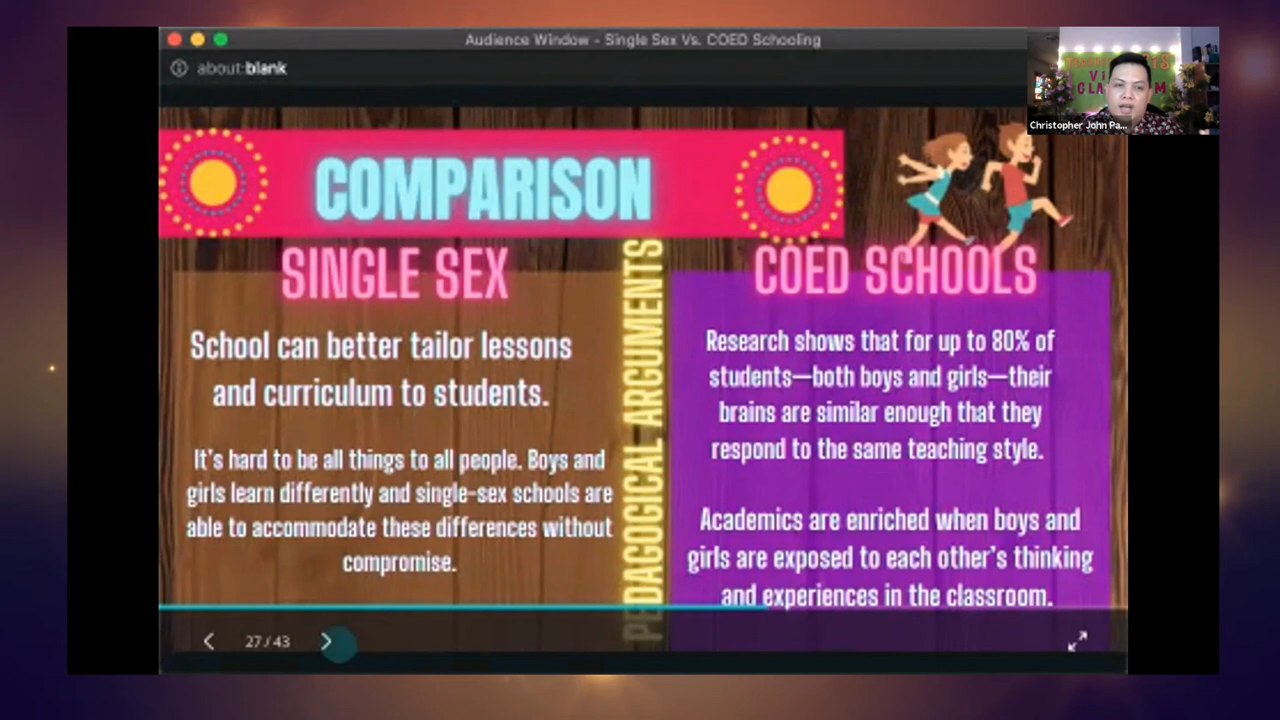 Audience Window - Single Sex Vs. COED Schooling
about:blank
Christopher John Pa...
COMPARISON
SINGLE SEX
School can better tailor lessons
and curriculum to students.
It's hard to be all things to all people. Boys and
girls learn differently and single-sex schools are
able to accommodate these differences without
compromise.
PEDAGOGICAL ARGUMENTS
COED SCHOOLS
Research shows that for up to 80% of
students—both boys and girls—their
brains are similar enough that they
respond to the same teaching style.
Academics are enriched when boys and
girls are exposed to each other's thinking
and experiences in the classroom.
27/43